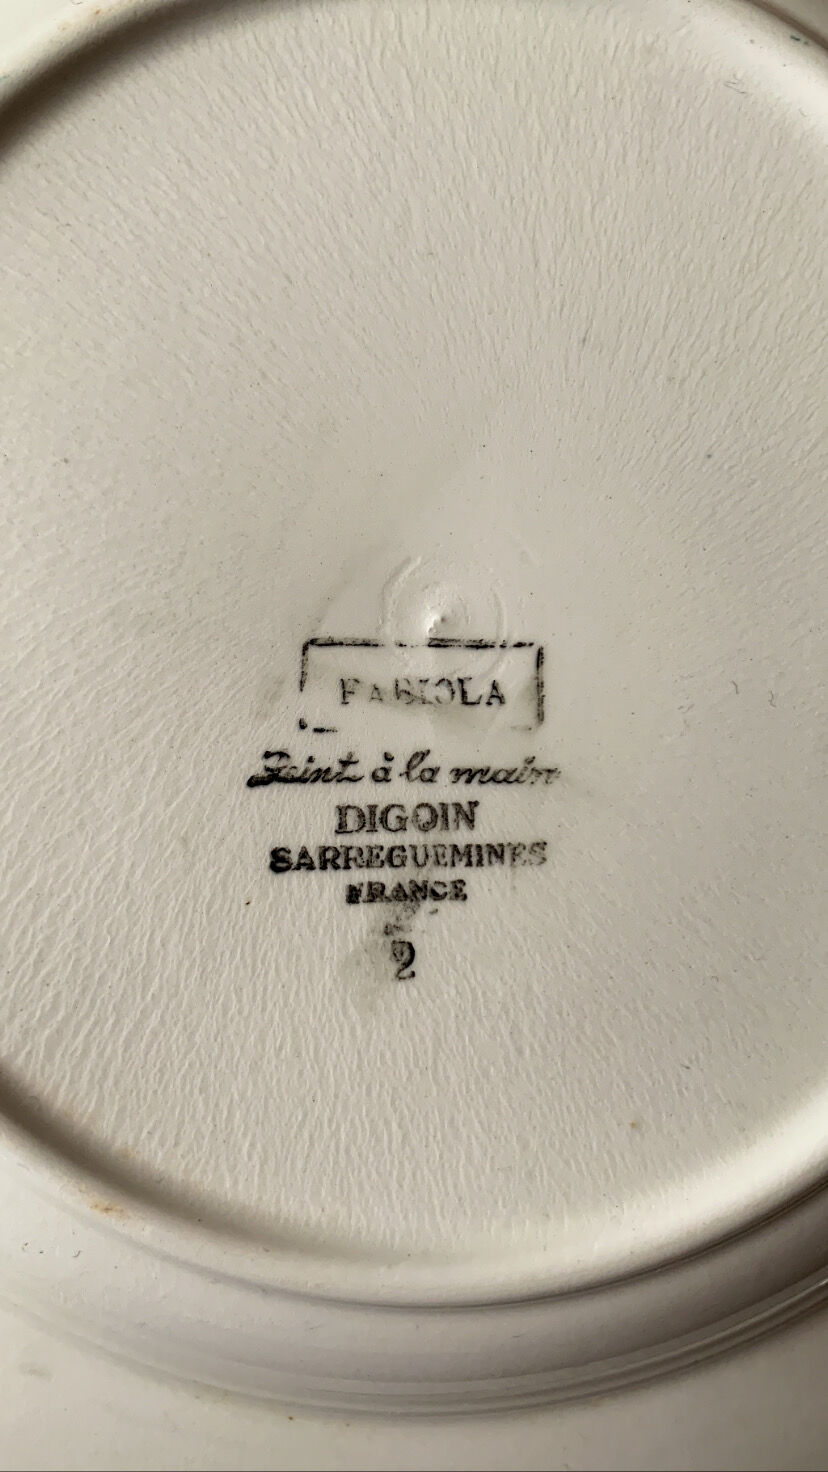 FABIOLA
Peint à la main
DIGOIN
SARREGUEMINES
FRANCE
2